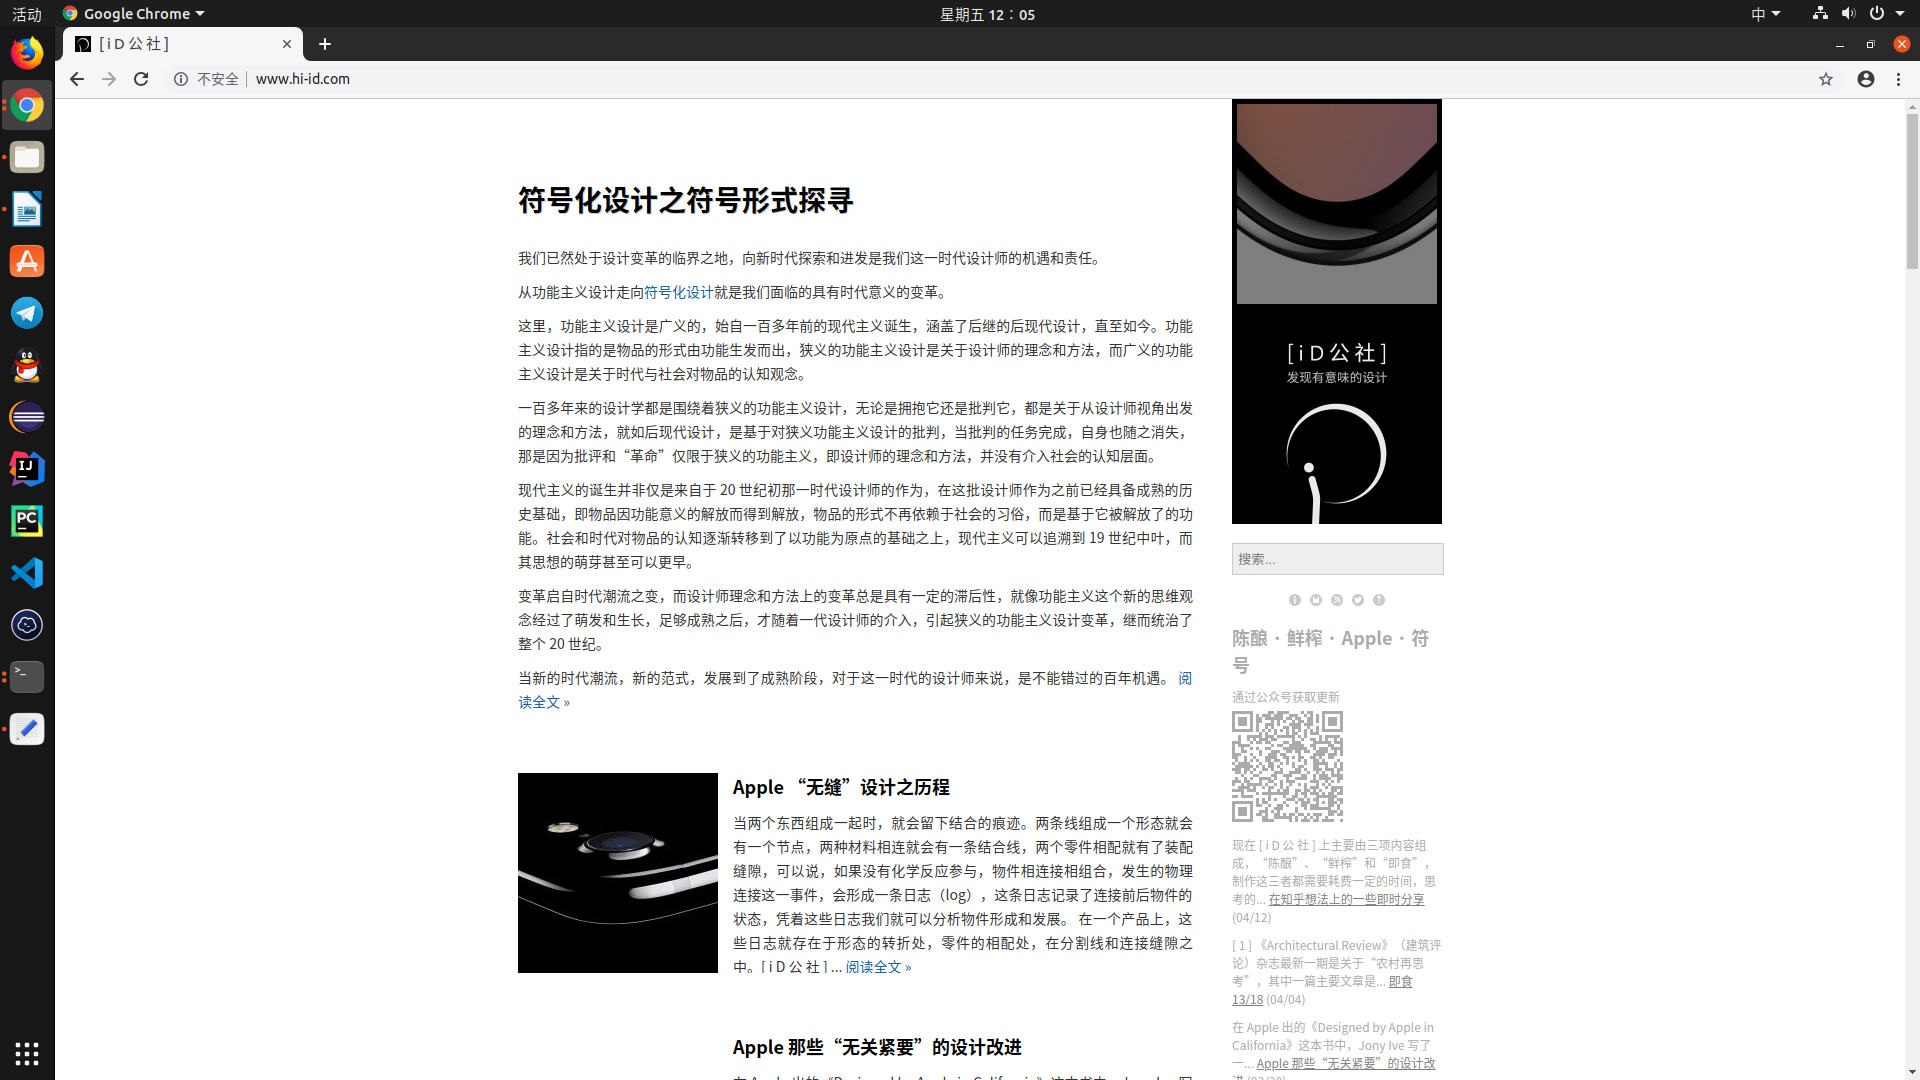 活动
Google Chrome
星期五 12：05
中
[ i D 公 社 ]
不安全
www.hi-id.com
符号化设计之符号形式探寻
我们已然处于设计变革的临界之地，向新时代探索和进发是我们这一时代设计师的机遇和责任。
从功能主义设计走向符号化设计就是我们面临的具有时代意义的变革。
这里，功能主义设计是广义的，始自一百多年前的现代主义诞生，涵盖了后继的后现代设计，直至如今。功能
主义设计指的是物品的形式由功能生发而出，狭义的功能主义设计是关于设计师的理念和方法，而广义的功能
主义设计是关于时代与社会对物品的认知观念。
一百多年来的设计学都是围绕着狭义的功能主义设计，无论是拥抱它还是批判它，都是关于从设计师视角出发
的理念和方法，就如后现代设计，是基于对狭义功能主义设计的批判，当批判的任务完成，自身也随之消失，
那是因为批评和“革命”仅限于狭义的功能主义，即设计师的理念和方法，并没有介入社会的认知层面。
现代主义的诞生并非仅是来自于 20 世纪初那一时代设计师的作为，在这批设计师作为之前已经具备成熟的历
史基础，即物品因功能意义的解放而得到解放，物品的形式不再依赖于社会的习俗，而是基于它被解放了的功
能。社会和时代对物品的认知逐渐转移到了以功能为原点的基础之上，现代主义可以追溯到 19 世纪中叶，而
其思想的萌芽甚至可以更早。
变革启自时代潮流之变，而设计师理念和方法上的变革总是具有一定的滞后性，就像功能主义这个新的思维观
念经过了萌发和生长，足够成熟之后，才随着一代设计师的介入，引起狭义的功能主义设计变革，继而统治了
整个 20 世纪。
当新的时代潮流，新的范式，发展到了成熟阶段，对于这一时代的设计师来说，是不能错过的百年机遇。 阅
读全文 »
Apple “无缝”设计之历程
当两个东西组成一起时，就会留下结合的痕迹。两条线组成一个形态就会
有一个节点，两种材料相连就会有一条结合线，两个零件相配就有了装配
缝隙，可以说，如果没有化学反应参与，物件相连接相组合，发生的物理
连接这一事件，会形成一条日志（log），这条日志记录了连接前后物件的
状态，凭着这些日志我们就可以分析物件形成和发展。 在一个产品上，这
些日志就存在于形态的转折处，零件的相配处，在分割线和连接缝隙之
中。[ i D 公 社 ] ... 阅读全文 »
Apple 那些“无关紧要”的设计改进
在 Apple 出的《Designed by Apple in California》这本书中，Jony Ive 写
[ i D 公 社 ]
发现有意味的设计
搜索...
陈酿 · 鲜榨 · Apple · 符
号
通过公众号获取更新
现在 [ i D 公 社 ] 上主要由三项内容组
成，“陈酿”、“鲜榨”和“即食”，
制作这三者都需要耗费一定的时间，思
考的... 在知乎想法上的一些即时分享
(04/12)
[ 1 ] 《Architectural Review》（建筑评
论）杂志最新一期是关于“农村再思
考”，其中一篇主要文章是... 即食
13/18 (04/04)
在 Apple 出的《Designed by Apple in
California》这本书中，Jony Ive 写了
一... Apple 那些“无关紧要”的设计改